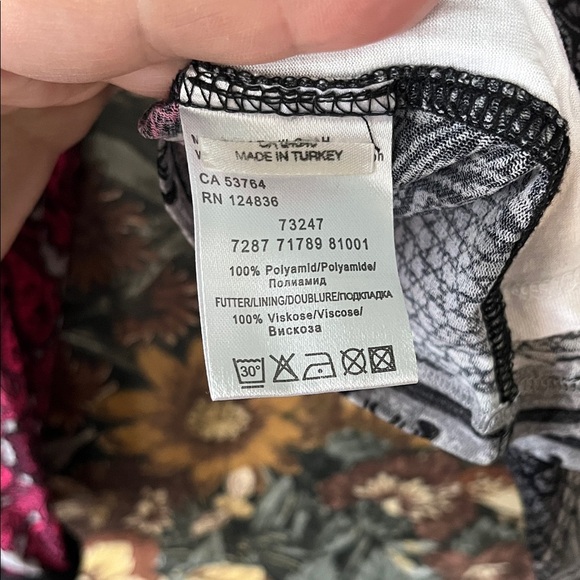 MADE IN TURKEY
CA 53764
RN 124836
73247
7287 71789 81001
100% Polyamid/Polyamide/
Полиамид
FUTTER/LINING/DOUBLURE/ПОДКЛАДКА
100% Viskose/Viscose/
Вискоза
30°